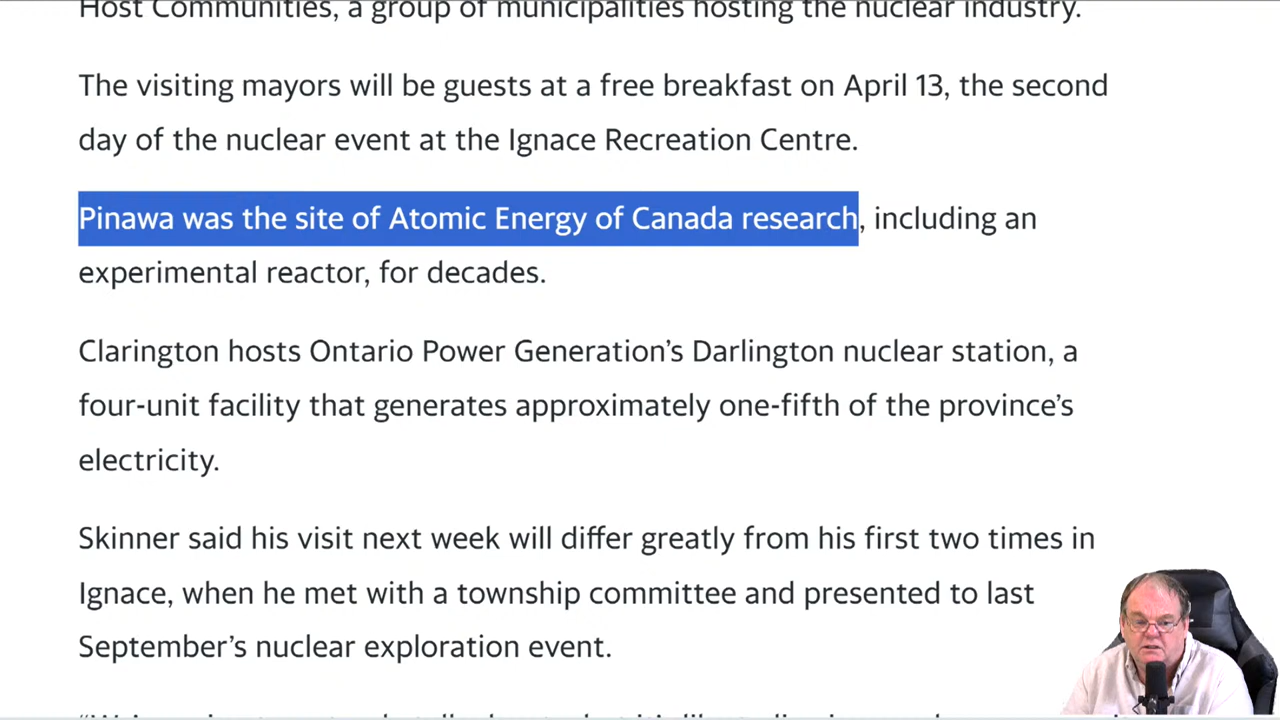 Host Communities, a group of municipalities hosting the nuclear industry.
The visiting mayors will be guests at a free breakfast on April 13, the second
day of the nuclear event at the Ignace Recreation Centre.
Pinawa was the site of Atomic Energy of Canada research, including an
experimental reactor, for decades.
Clarington hosts Ontario Power Generation’s Darlington nuclear station, a
four-unit facility that generates approximately one-fifth of the province’s
electricity.
Skinner said his visit next week will differ greatly from his first two times in
Ignace, when he met with a township committee and presented to last
September’s nuclear exploration event.